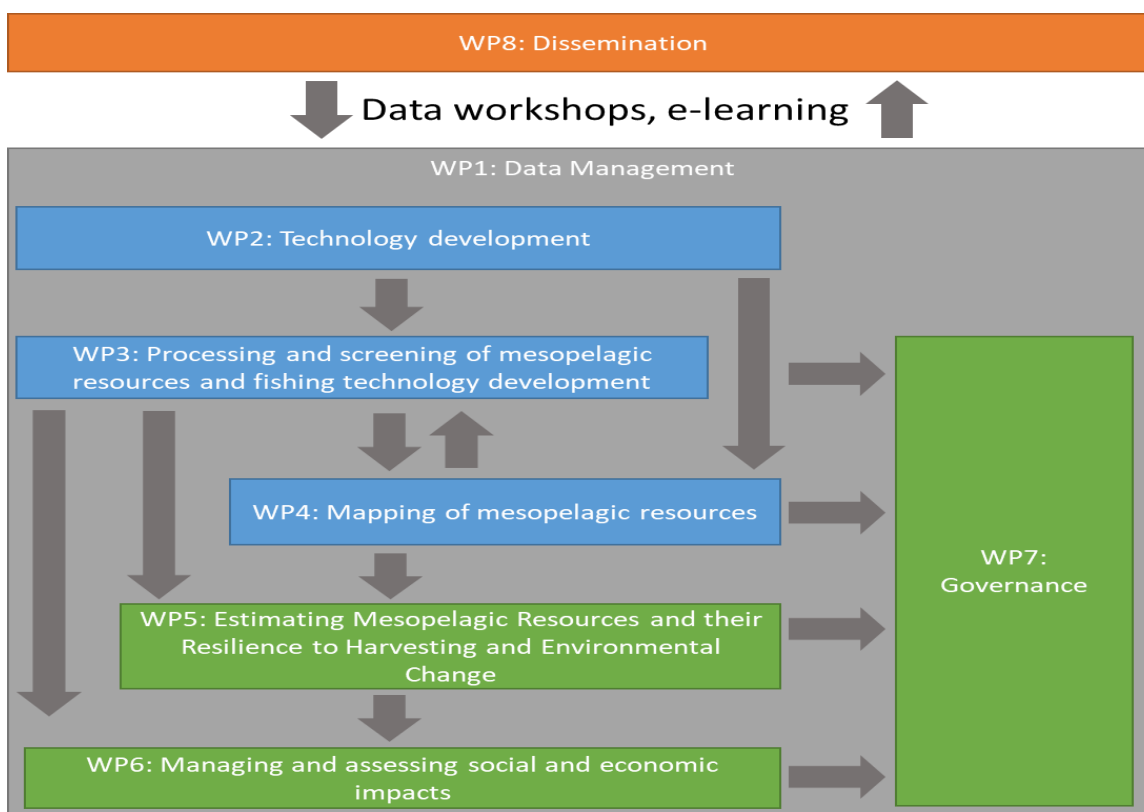 WP8: Dissemination
Data workshops, e-learning
WP1: Data Management
WP2: Technology development
WP3: Processing and screening of mesopelagic
resources and fishing technology development
WP4: Mapping of mesopelagic resources
WP5: Estimating Mesopelagic Resources and their
Resilience to Harvesting and Environmental
Change
WP6: Managing and assessing social and economic
impacts
WP7:
Governance